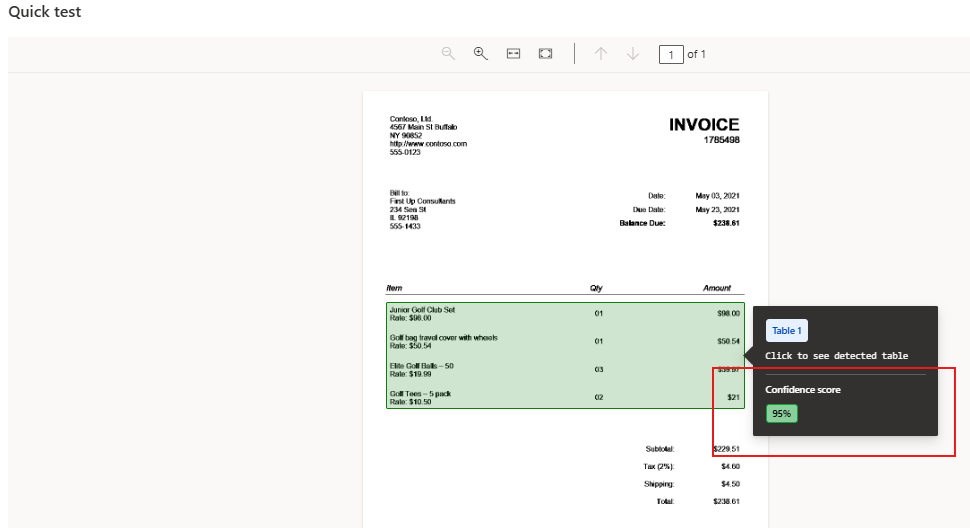 Quick test
1 of 1
Contoso, Ltd.
4567 Main St Buffalo
NY 90852
http://www.contoso.com
555-0123
INVOICE
1785498
Bill to:
First Up Consultants
234 Sea St
IL 92198
555-1433
Date: May 03, 2021
Due Date: May 23, 2021
Balance Due: $238.61
Item Qty Amount
Junior Golf Club Set
Rate: $98.00
01 $98.00
Golf bag travel cover with wheels
Rate: $50.54
01 $50.54
Elite Golf Balls – 50
Rate: $19.99
03
Golf Tees – 5 pack
Rate: $10.50
02 $21
Table 1
Click to see detected table
Confidence score
95%
Subtotal: $229.51
Tax (2%): $4.60
Shipping: $4.50
Total: $238.61